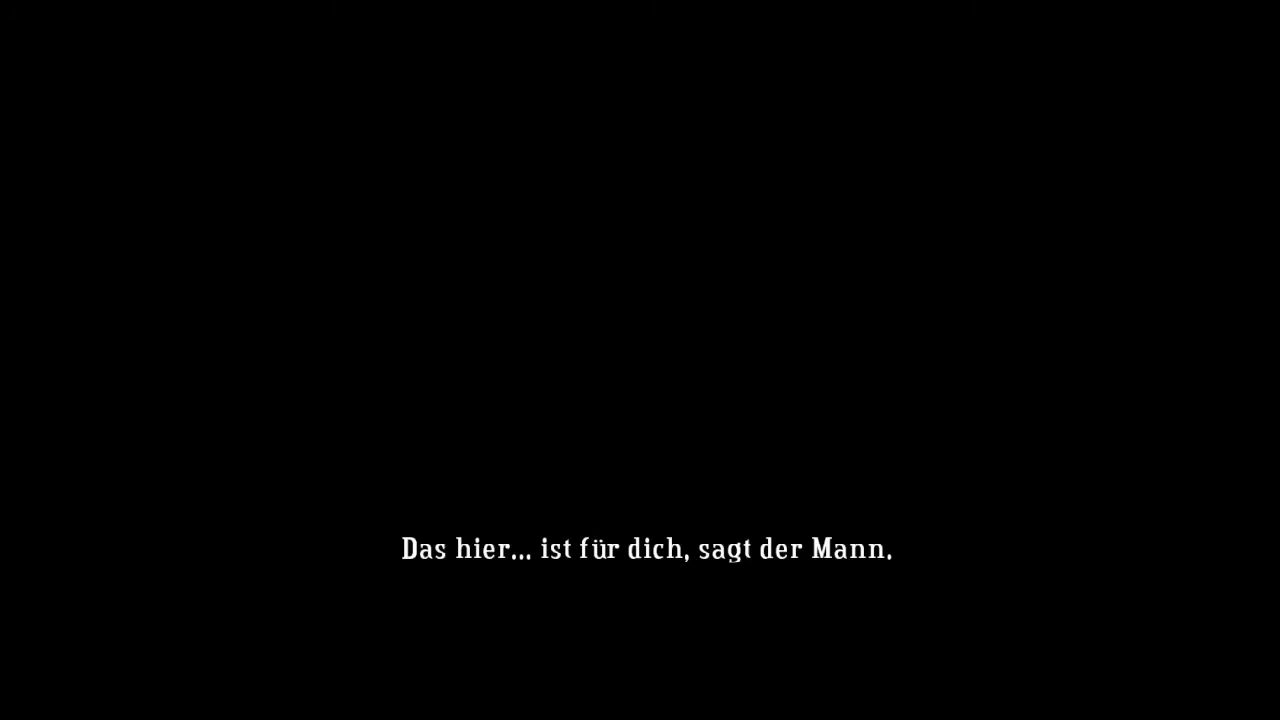 Das hier... ist für dich, sagt der Mann.